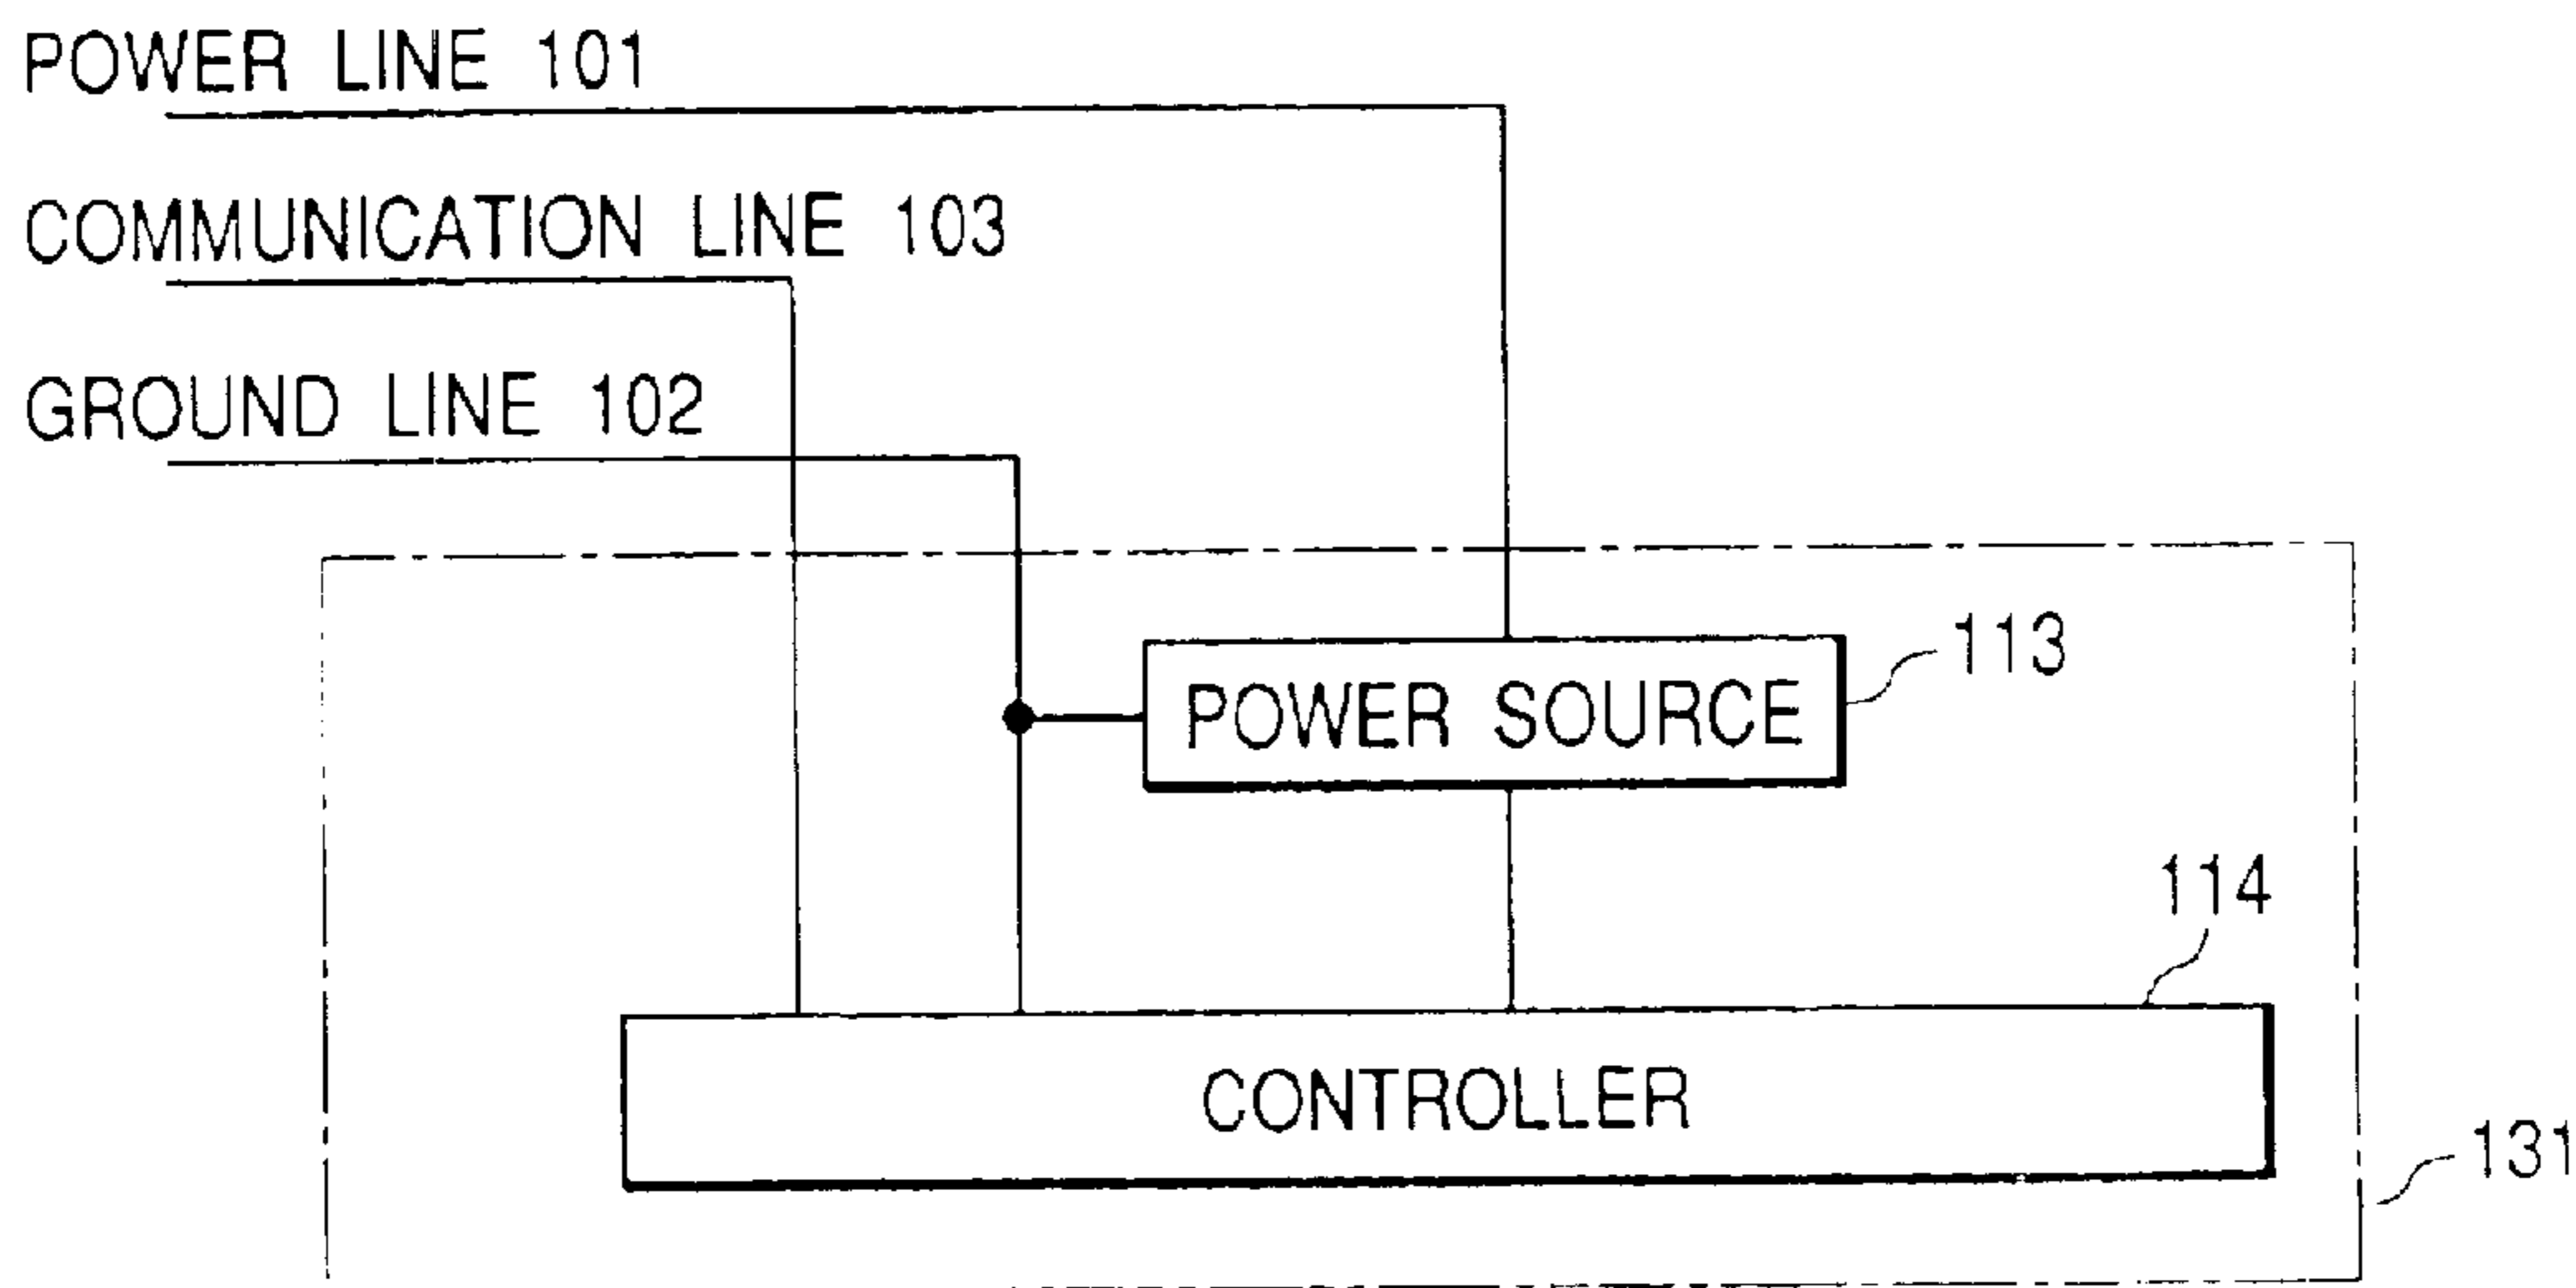 POWER LINE 101
COMMUNICATION LINE 103
GROUND LINE 102
113
POWER SOURCE
114
CONTROLLER
131